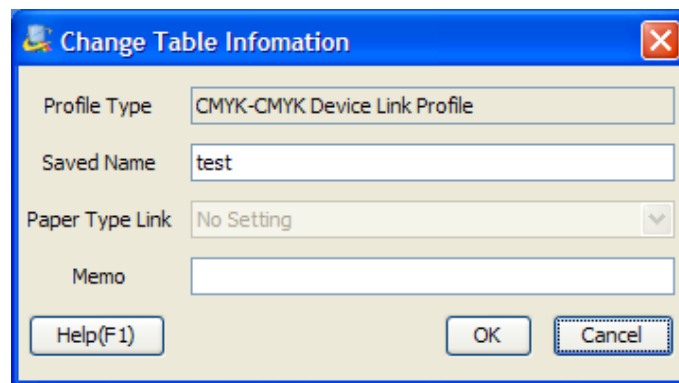 Change Table Infomation
Profile Type CMYK-CMYK Device Link Profile
Saved Name test
Paper Type Link No Setting
Memo
Help(F1) OK Cancel